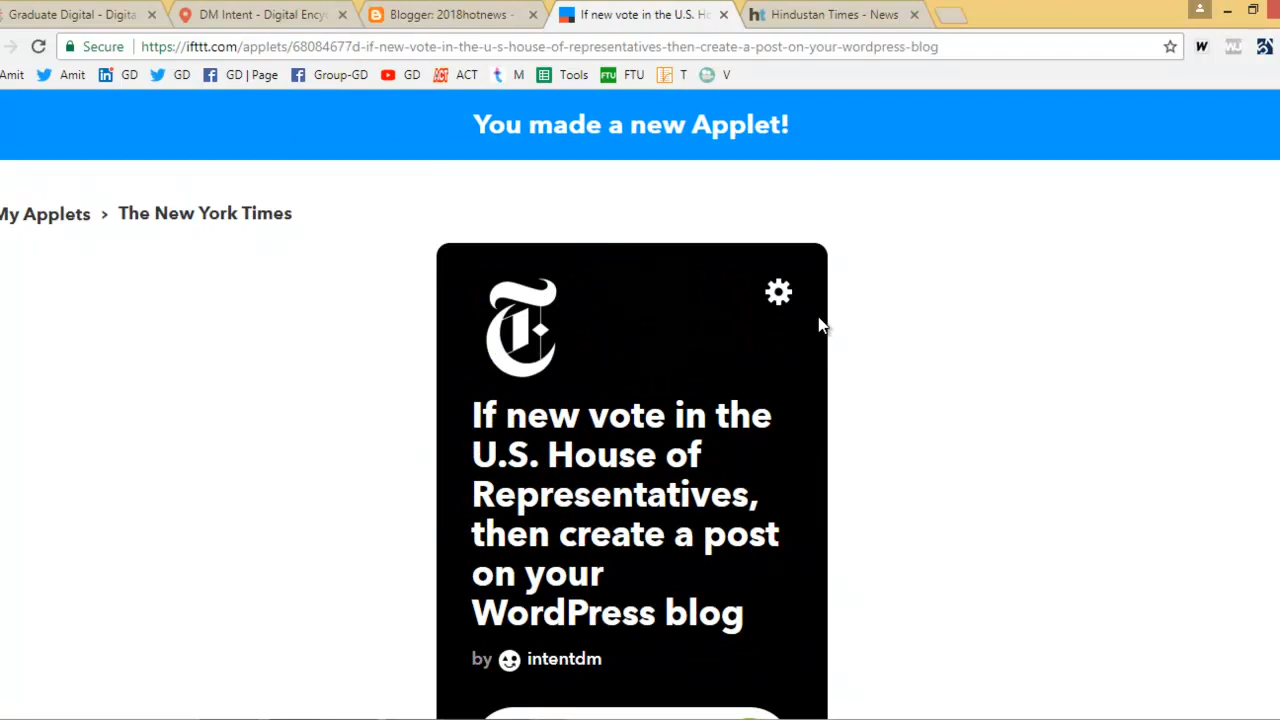 Graduate Digital - Digita
DM Intent - Digital Ency
Blogger: 2018hotnews -
If new vote in the U.S. Ho
Hindustan Times - News
Secure
https://ifttt.com/applets/68084677d-if-new-vote-in-the-u-s-house-of-representatives-then-create-a-post-on-your-wordpress-blog
Amit Amit GD GD GD | Page Group-GD GD ACT M Tools FTU FTU T V
You made a new Applet!
My Applets > The New York Times
If new vote in the
U.S. House of
Representatives,
then create a post
on your
WordPress blog
by intentdm